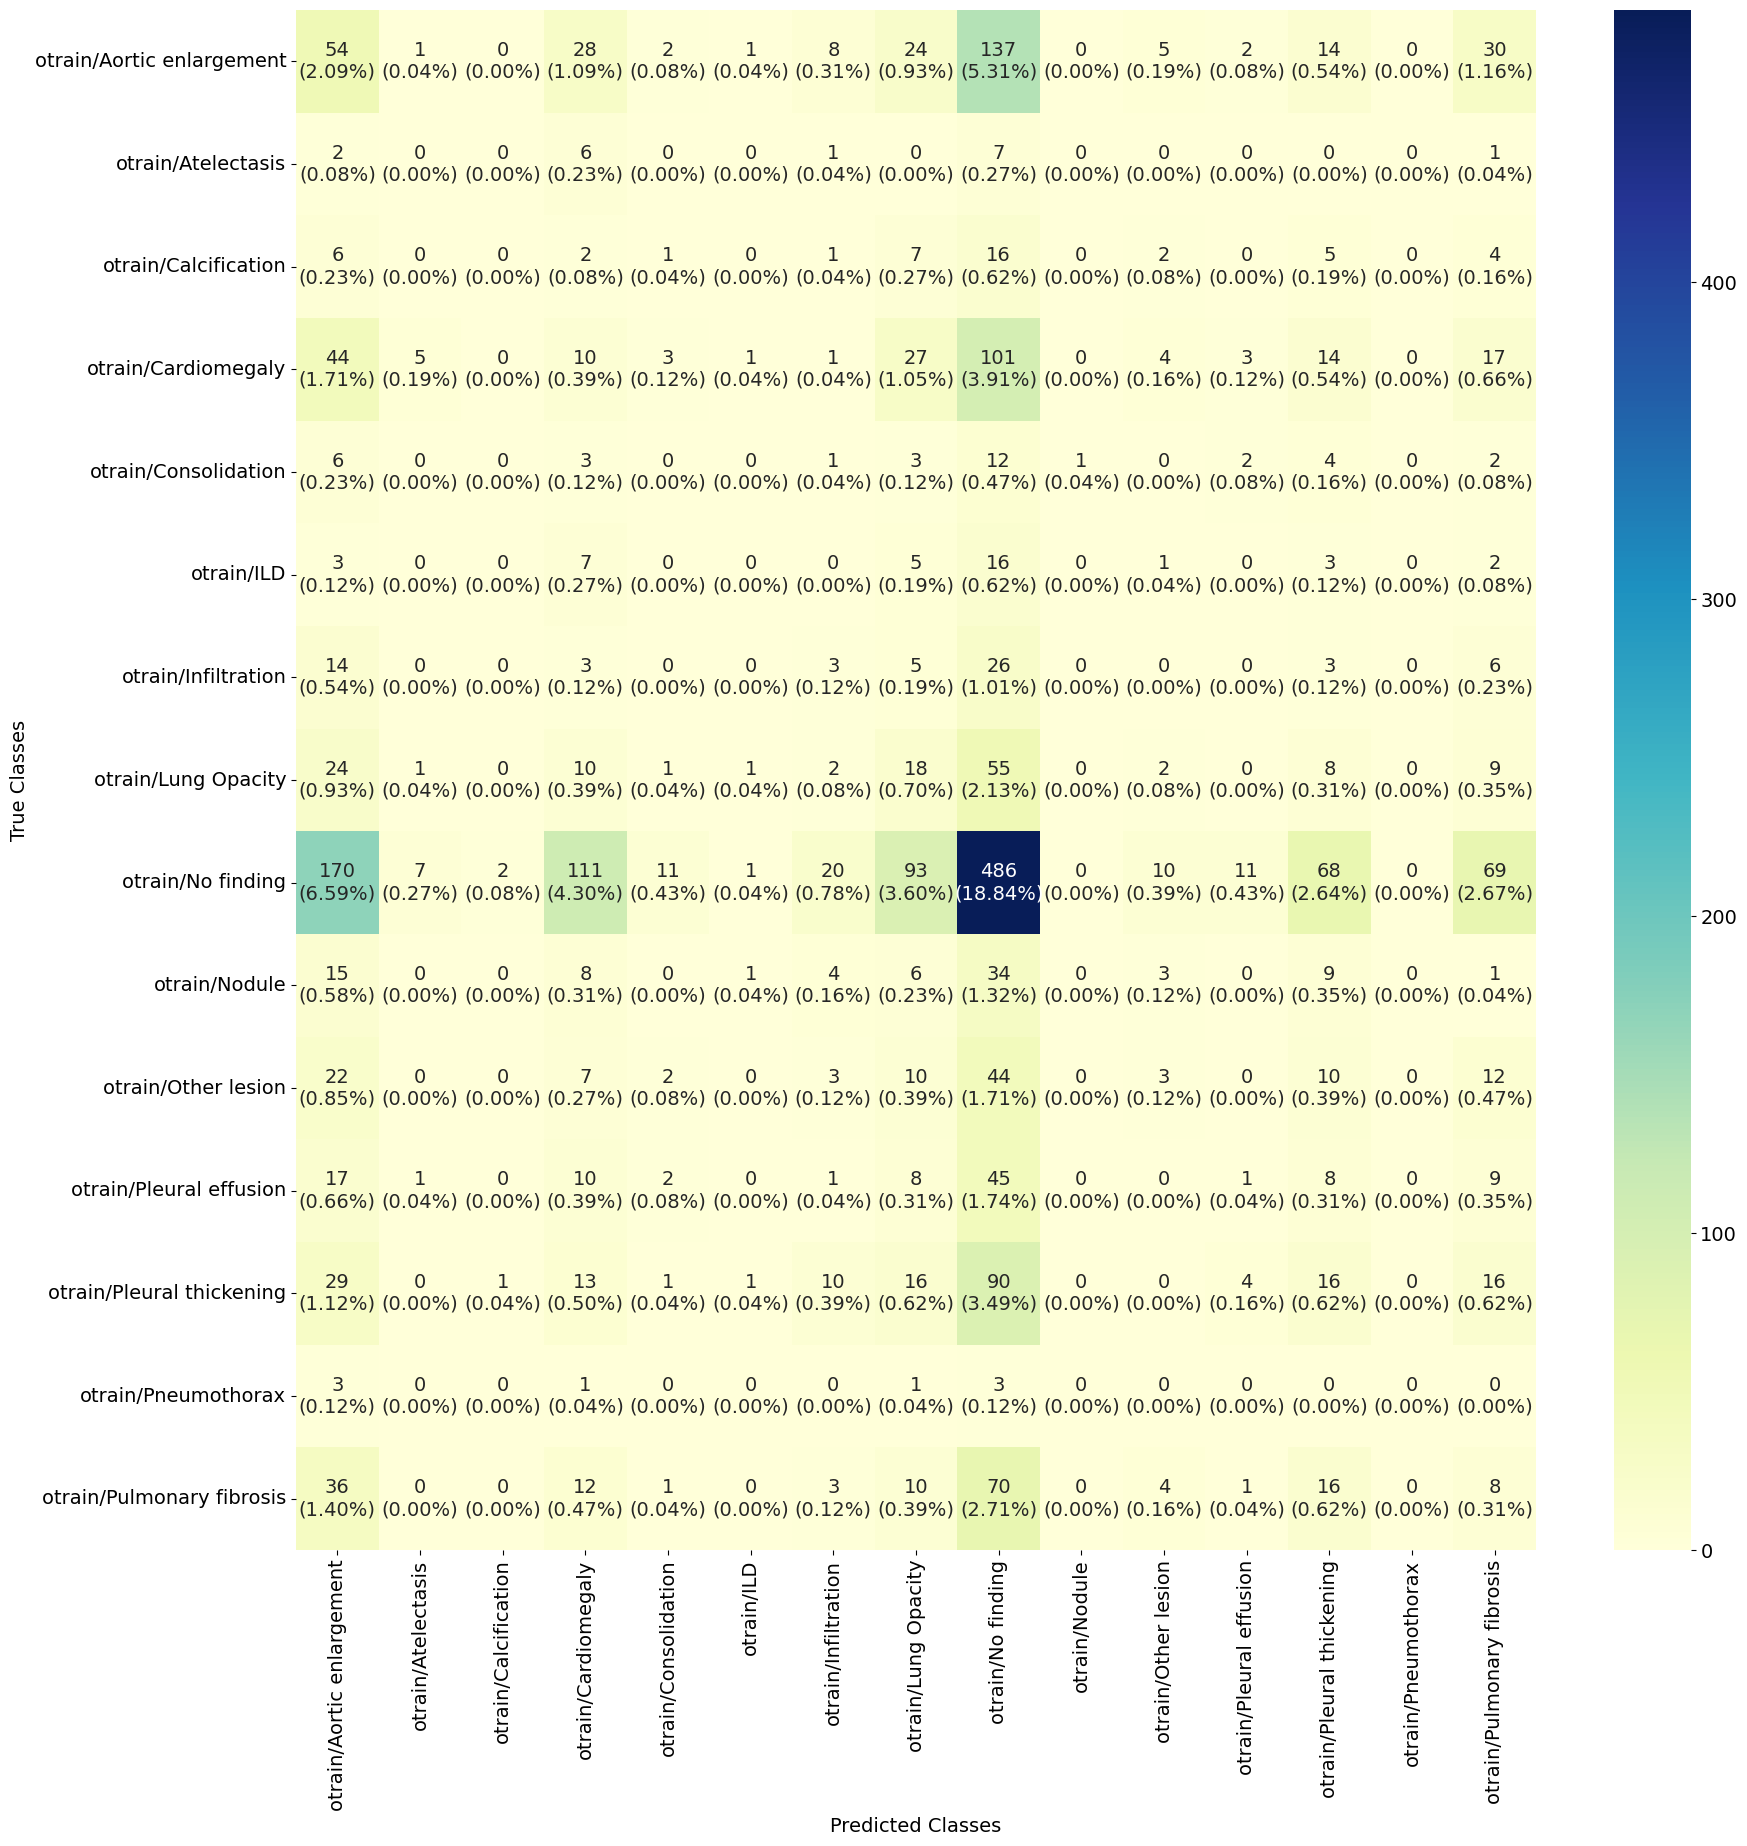 otrain/Aortic enlargement 54 1 0 28 2 1 8 24 137 0 5 2 14 0 30
(2.09%) (0.04%) (0.00%) (1.09%) (0.08%) (0.04%) (0.31%) (0.93%) (5.31%) (0.00%) (0.19%) (0.08%) (0.54%) (0.00%) (1.16%)
otrain/Atelectasis 2 0 0 6 0 0 1 0 7 0 0 0 0 0 1
(0.08%) (0.00%) (0.00%) (0.23%) (0.00%) (0.00%) (0.04%) (0.00%) (0.27%) (0.00%) (0.00%) (0.00%) (0.00%) (0.00%) (0.04%)
otrain/Calcification 6 0 0 2 1 0 1 7 16 0 2 0 5 0 4
(0.23%) (0.00%) (0.00%) (0.08%) (0.04%) (0.00%) (0.04%) (0.27%) (0.62%) (0.00%) (0.08%) (0.00%) (0.19%) (0.00%) (0.16%)
otrain/Cardiomegaly 44 5 0 10 3 1 1 27 101 0 4 3 14 0 17
(1.71%) (0.19%) (0.00%) (0.39%) (0.12%) (0.04%) (0.04%) (1.05%) (3.91%) (0.00%) (0.16%) (0.12%) (0.54%) (0.00%) (0.66%)
otrain/Consolidation 6 0 0 3 0 0 1 3 12 1 0 2 4 0 2
(0.23%) (0.00%) (0.00%) (0.12%) (0.00%) (0.00%) (0.04%) (0.12%) (0.47%) (0.04%) (0.00%) (0.08%) (0.16%) (0.00%) (0.08%)
otrain/ILD 3 0 0 7 0 0 0 5 16 0 1 0 3 0 2
(0.12%) (0.00%) (0.00%) (0.27%) (0.00%) (0.00%) (0.00%) (0.19%) (0.62%) (0.00%) (0.04%) (0.00%) (0.12%) (0.00%) (0.08%)
otrain/Infiltration 14 0 0 3 0 0 3 5 26 0 0 0 3 0 6
(0.54%) (0.00%) (0.00%) (0.12%) (0.00%) (0.00%) (0.12%) (0.19%) (1.01%) (0.00%) (0.00%) (0.00%) (0.12%) (0.00%) (0.23%)
otrain/Lung Opacity 24 1 0 10 1 1 2 18 55 0 2 0 8 0 9
(0.93%) (0.04%) (0.00%) (0.39%) (0.04%) (0.04%) (0.08%) (0.70%) (2.13%) (0.00%) (0.08%) (0.00%) (0.31%) (0.00%) (0.35%)
otrain/No finding 170 7 2 111 11 1 20 93 486 0 10 11 68 0 69
(6.59%) (0.27%) (0.08%) (4.30%) (0.43%) (0.04%) (0.78%) (3.60%) (18.84%) (0.00%) (0.39%) (0.43%) (2.64%) (0.00%) (2.67%)
otrain/Nodule 15 0 0 8 0 1 4 6 34 0 3 0 9 0 1
(0.58%) (0.00%) (0.00%) (0.31%) (0.00%) (0.04%) (0.16%) (0.23%) (1.32%) (0.00%) (0.12%) (0.00%) (0.35%) (0.00%) (0.04%)
otrain/Other lesion 22 0 0 7 2 0 3 10 44 0 3 0 10 0 12
(0.85%) (0.00%) (0.00%) (0.27%) (0.08%) (0.00%) (0.12%) (0.39%) (1.71%) (0.00%) (0.12%) (0.00%) (0.39%) (0.00%) (0.47%)
otrain/Pleural effusion 17 1 0 10 2 0 1 8 45 0 0 1 8 0 9
(0.66%) (0.04%) (0.00%) (0.39%) (0.08%) (0.00%) (0.04%) (0.31%) (1.74%) (0.00%) (0.00%) (0.04%) (0.31%) (0.00%) (0.35%)
otrain/Pleural thickening 29 0 1 13 1 1 10 16 90 0 0 4 16 0 16
(1.12%) (0.00%) (0.04%) (0.50%) (0.04%) (0.04%) (0.39%) (0.62%) (3.49%) (0.00%) (0.00%) (0.16%) (0.62%) (0.00%) (0.62%)
otrain/Pneumothorax 3 0 0 1 0 0 0 1 3 0 0 0 0 0 0
(0.12%) (0.00%) (0.00%) (0.04%) (0.00%) (0.00%) (0.00%) (0.04%) (0.12%) (0.00%) (0.00%) (0.00%) (0.00%) (0.00%) (0.00%)
otrain/Pulmonary fibrosis 36 0 0 12 1 0 3 10 70 0 4 1 16 0 8
(1.40%) (0.00%) (0.00%) (0.47%) (0.04%) (0.00%) (0.12%) (0.39%) (2.71%) (0.00%) (0.16%) (0.04%) (0.62%) (0.00%) (0.31%)
True Classes
otrain/Aortic enlargement
otrain/Atelectasis
otrain/Calcification
otrain/Cardiomegaly
otrain/Consolidation
otrain/ILD
otrain/Infiltration
otrain/Lung Opacity
otrain/No finding
otrain/Nodule
otrain/Other lesion
otrain/Pleural effusion
otrain/Pleural thickening
otrain/Pneumothorax
otrain/Pulmonary fibrosis
Predicted Classes
400
300
200
100
0